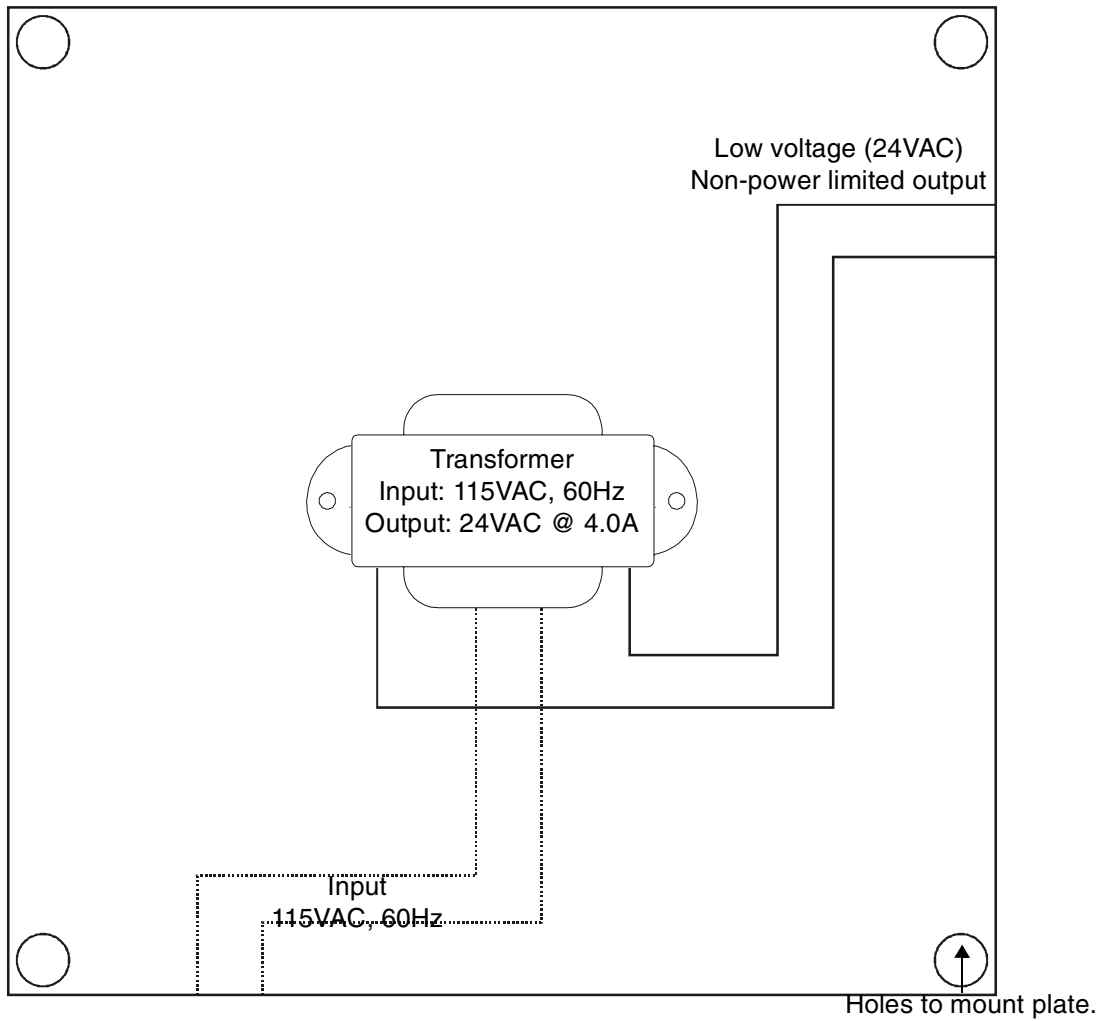 Low voltage (24VAC)
Non-power limited output
Transformer
Input: 115VAC, 60Hz
Output: 24VAC @ 4.0A
Input
115VAC, 60Hz
Holes to mount plate.